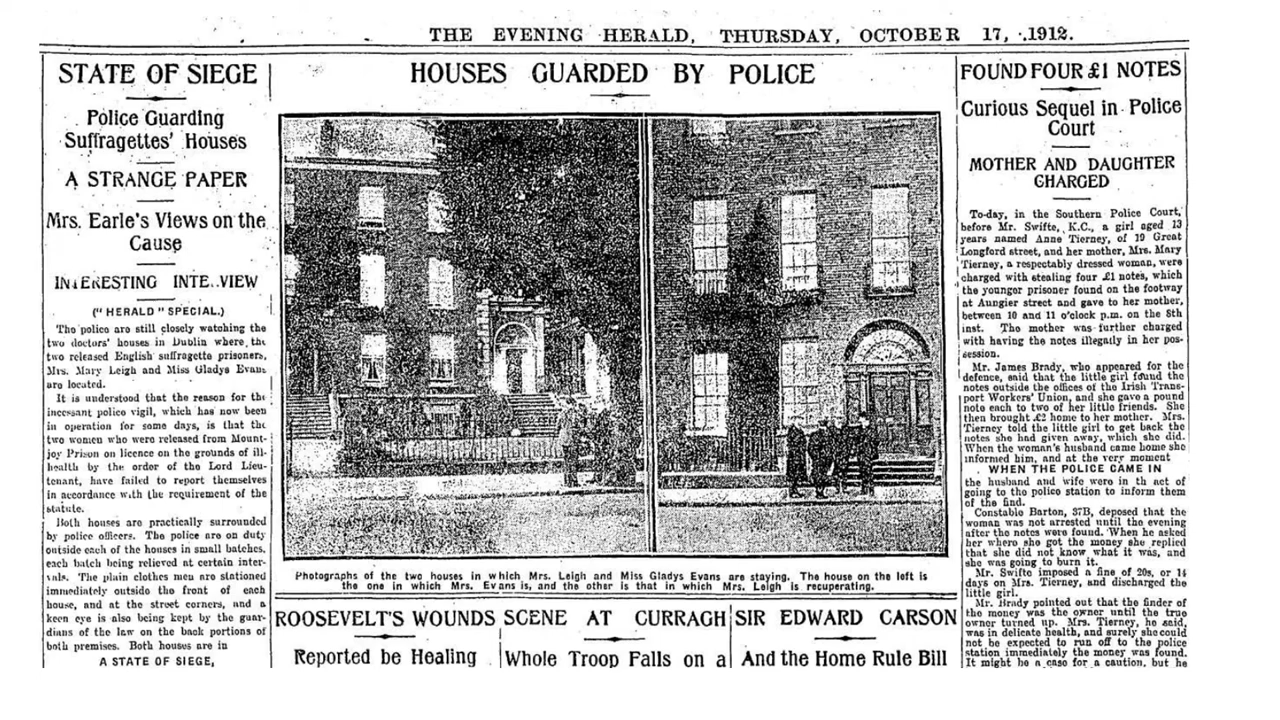 THE EVENING HERALD, THURSDAY, OCTOBER 17, 1912.
STATE OF SIEGE
Police Guarding
Suffragettes' Houses
A STRANGE PAPER
Mrs. Earle's Views on the
Cause
INTERESTING INTE..VIEW
("HERALD" SPECIAL.)
The police are still closely watching the
two doctors' houses in Dublin where the
two released English suffragette prisoners,
Mrs. Mary Leigh and Miss Gladys Evans
are located.
It is understood that the reason for the
incessant police vigil, which has now been
in operation for some days, is that the
two women who were released from Mount-
joy Prison on licence on the grounds of ill-
health by the order of the Lord Lieu-
tenant, have failed to report themselves
in accordance with the requirement of the
statute.
Both houses are practically surrounded
by police officers. The police are on duty
outside each of the houses in small batches,
each batch being relieved at certain inter-
vals. The plain clothes men are stationed
immediately outside the front of each
house, and at the street corners, and a
keen eye is also being kept by the guar-
dians of the law on the back portions of
both premises. Both houses are in
A STATE OF SIEGE,
HOUSES GUARDED BY POLICE
Photographs of the two houses in which Mrs. Leigh and Miss Gladys Evans are staying. The house on the left is
the one in which Mrs. Evans is, and the other is that in which Mrs. Leigh is recuperating.
ROOSEVELT'S WOUNDS
Reported be Healing
SCENE AT CURRAGH
Whole Troop Falls on a
SIR EDWARD CARSON
And the Home Rule Bill
FOUND FOUR £1 NOTES
Curious Sequel in Police
Court
MOTHER AND DAUGHTER
CHARGED
To-day, in the Southern Police Court,
before Mr. Swifte, K.C., a girl aged 13
years named Anne Tierney, of 19 Great
Longford street, and her mother, Mrs. Mary
Tierney, a respectably dressed woman, were
charged with stealing four £1 notes, which
the younger prisoner found on the footway
at Aungier street and gave to her mother,
between 10 and 11 o'clock p.m. on the 8th
inst. The mother was further charged
with having the notes illegally in her pos-
session.
Mr. James Brady, who appeared for the
defence, said that the little girl found the
notes outside the offices of the Irish Trans-
port Workers' Union, and she gave a pound
note each to two of her little friends. She
then brought £2 home to her mother. Mrs.
Tierney told the little girl to get back the
notes she had given away, which she did.
When the woman's husband came home she
informed him, and at the very moment
WHEN THE POLICE CAME IN
the husband and wife were in th act of
going to the police station to inform them
of the find.
Constable Barton, 37B, deposed that the
woman was not arrested until the evening
after the notes were found. When he asked
her where she got the money she replied
that she did not know what it was, and
she was going to burn it.
Mr. Swifte imposed a fine of 20s, or 14
days on Mrs. Tierney, and discharged the
little girl.
Mr. Brady pointed out that the finder of
the money was the owner until the true
owner turned up. Mrs. Tierney, he said,
was in delicate health, and surely she could
not be expected to run off to the police
station immediately the money was found.
It might be a case for a caution, but he